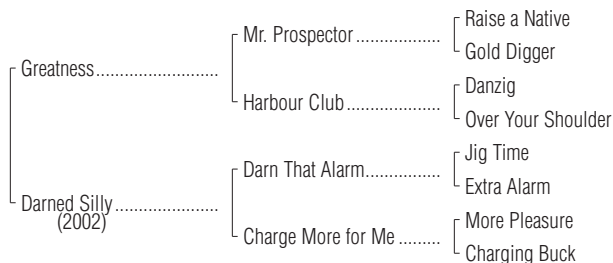 Raise a Native
Mr. Prospector ..................
Gold Digger
Greatness..........................
Danzig
Harbour Club ....................
Over Your Shoulder
Jig Time
Darn That Alarm................
Extra Alarm
Darned Silly ......................
(2002)
More Pleasure
Charge More for Me .........
Charging Buck